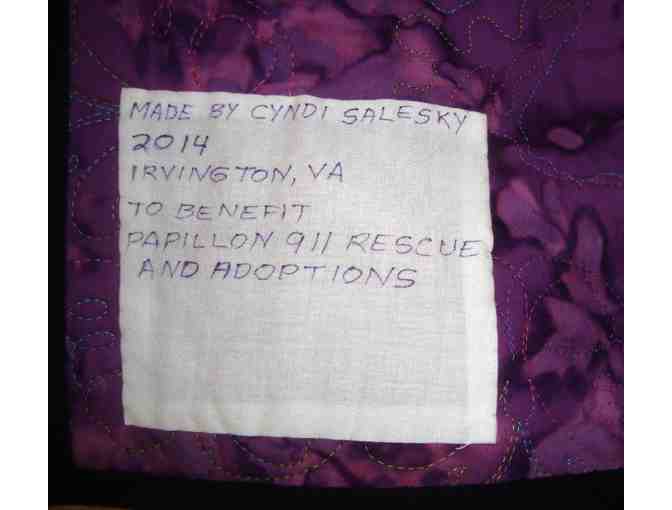 MADE BY CYNDI SALESKY
2014
IRVINGTON, VA
TO BENEFIT
PAPILLON 911 RESCUE
AND ADOPTIONS